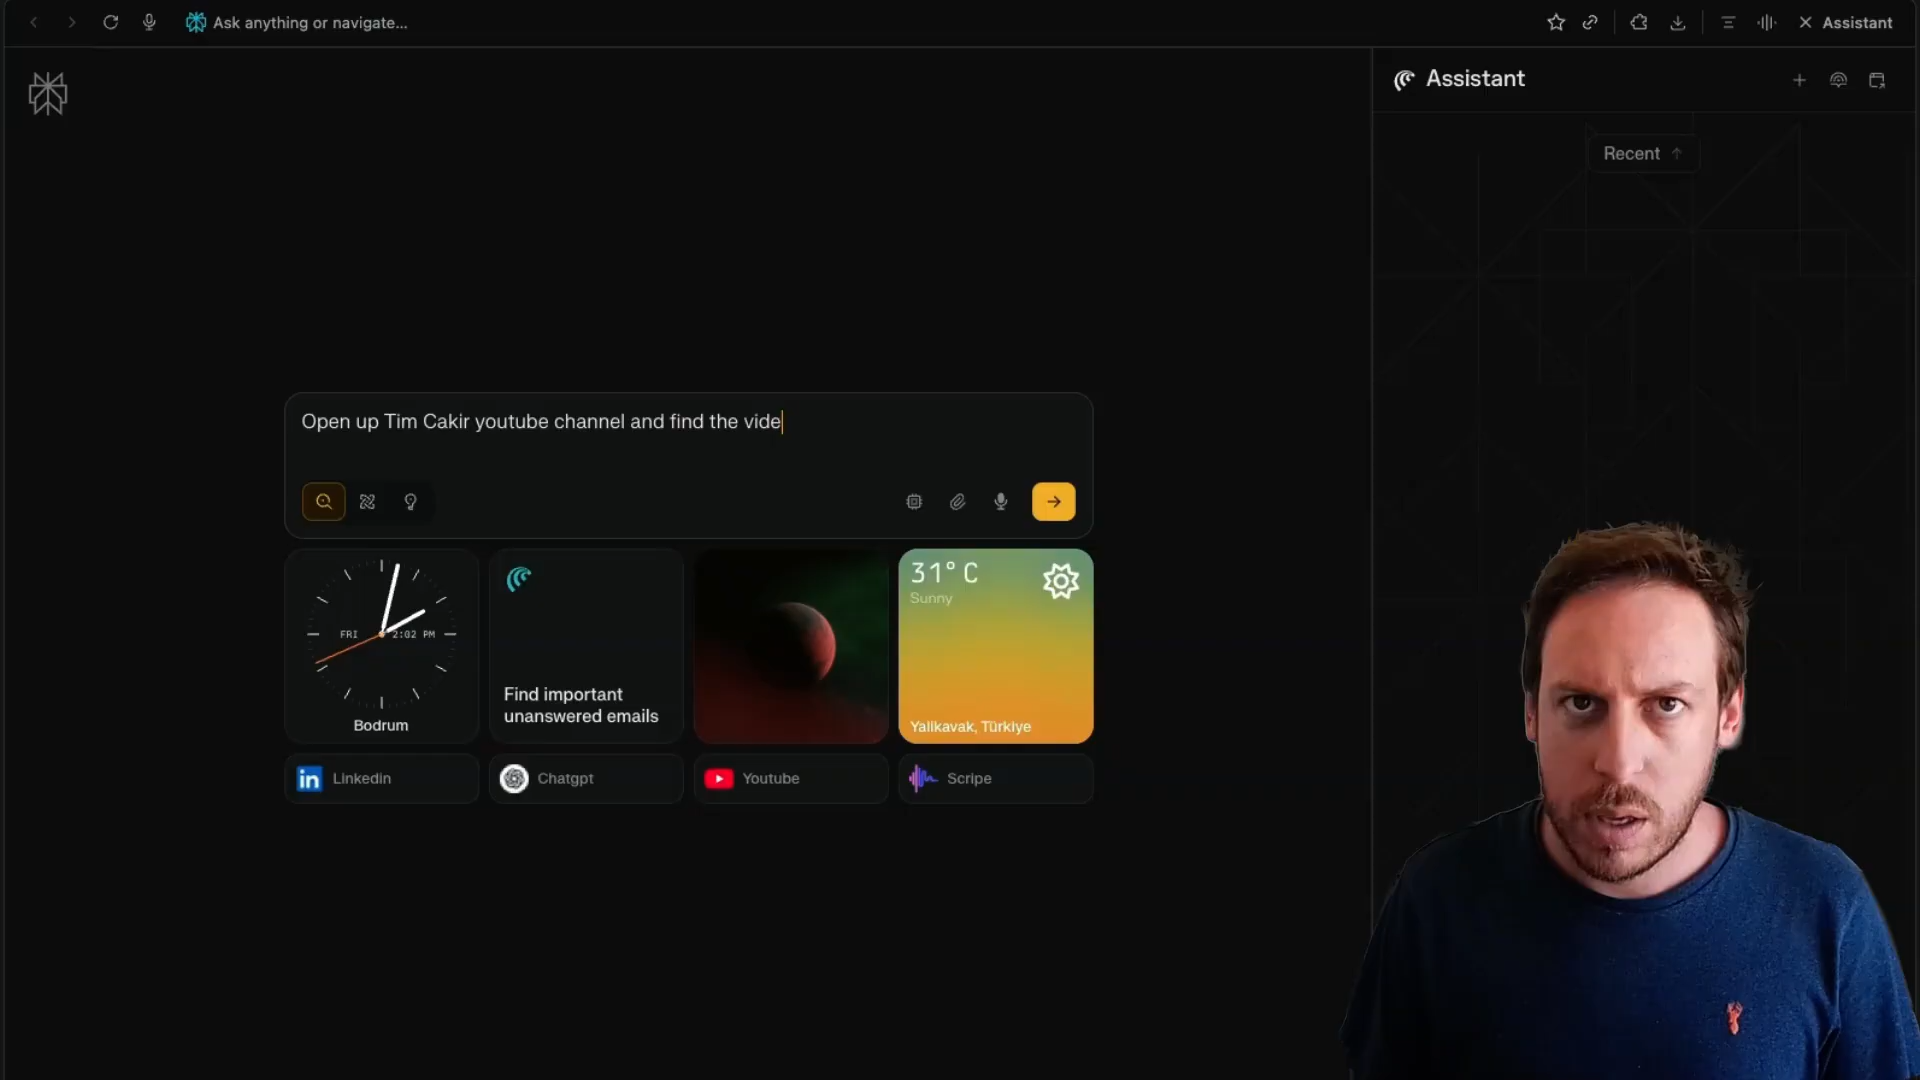 Ask anything or navigate...
Assistant
Assistant
Recent
Open up Tim Cakir youtube channel and find the vide
FRI
2:02 PM
Bodrum
Find important
unanswered emails
31° C
Sunny
Yalikavak, Türkiye
Linkedin
Chatgpt
Youtube
Scripe